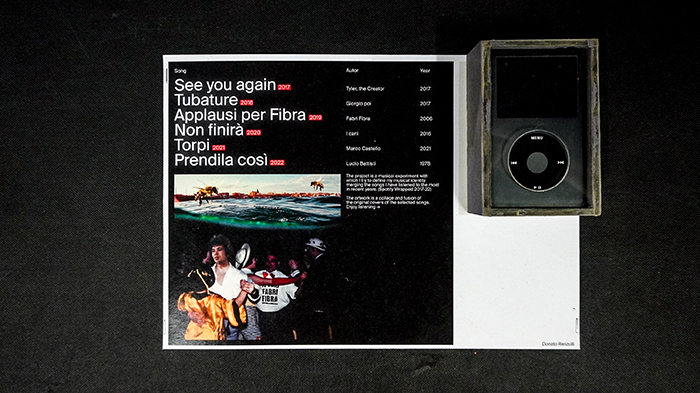 Song Autor Year
See you again 2017 Tyler, the Creator 2017
Tubature 2018 Giorgio poi 2017
Applausi per Fibra 2019 Fabri Fibra 2006
Non finirà 2020 I cani 2016
Torpi 2021 Marco Castello 2021
Prendila così 2022 Lucio Battisti 1978
The project is a musical experiment with
which I try to define my musical identity
merging the songs I have listened to the most
in recent years. (Spotify Wrapped 2017-22)
The artwork is a collage and fusion of
the original covers of the selected songs.
Enjoy listening
FABRI
FIBRA
MENU
Donato Renzulli